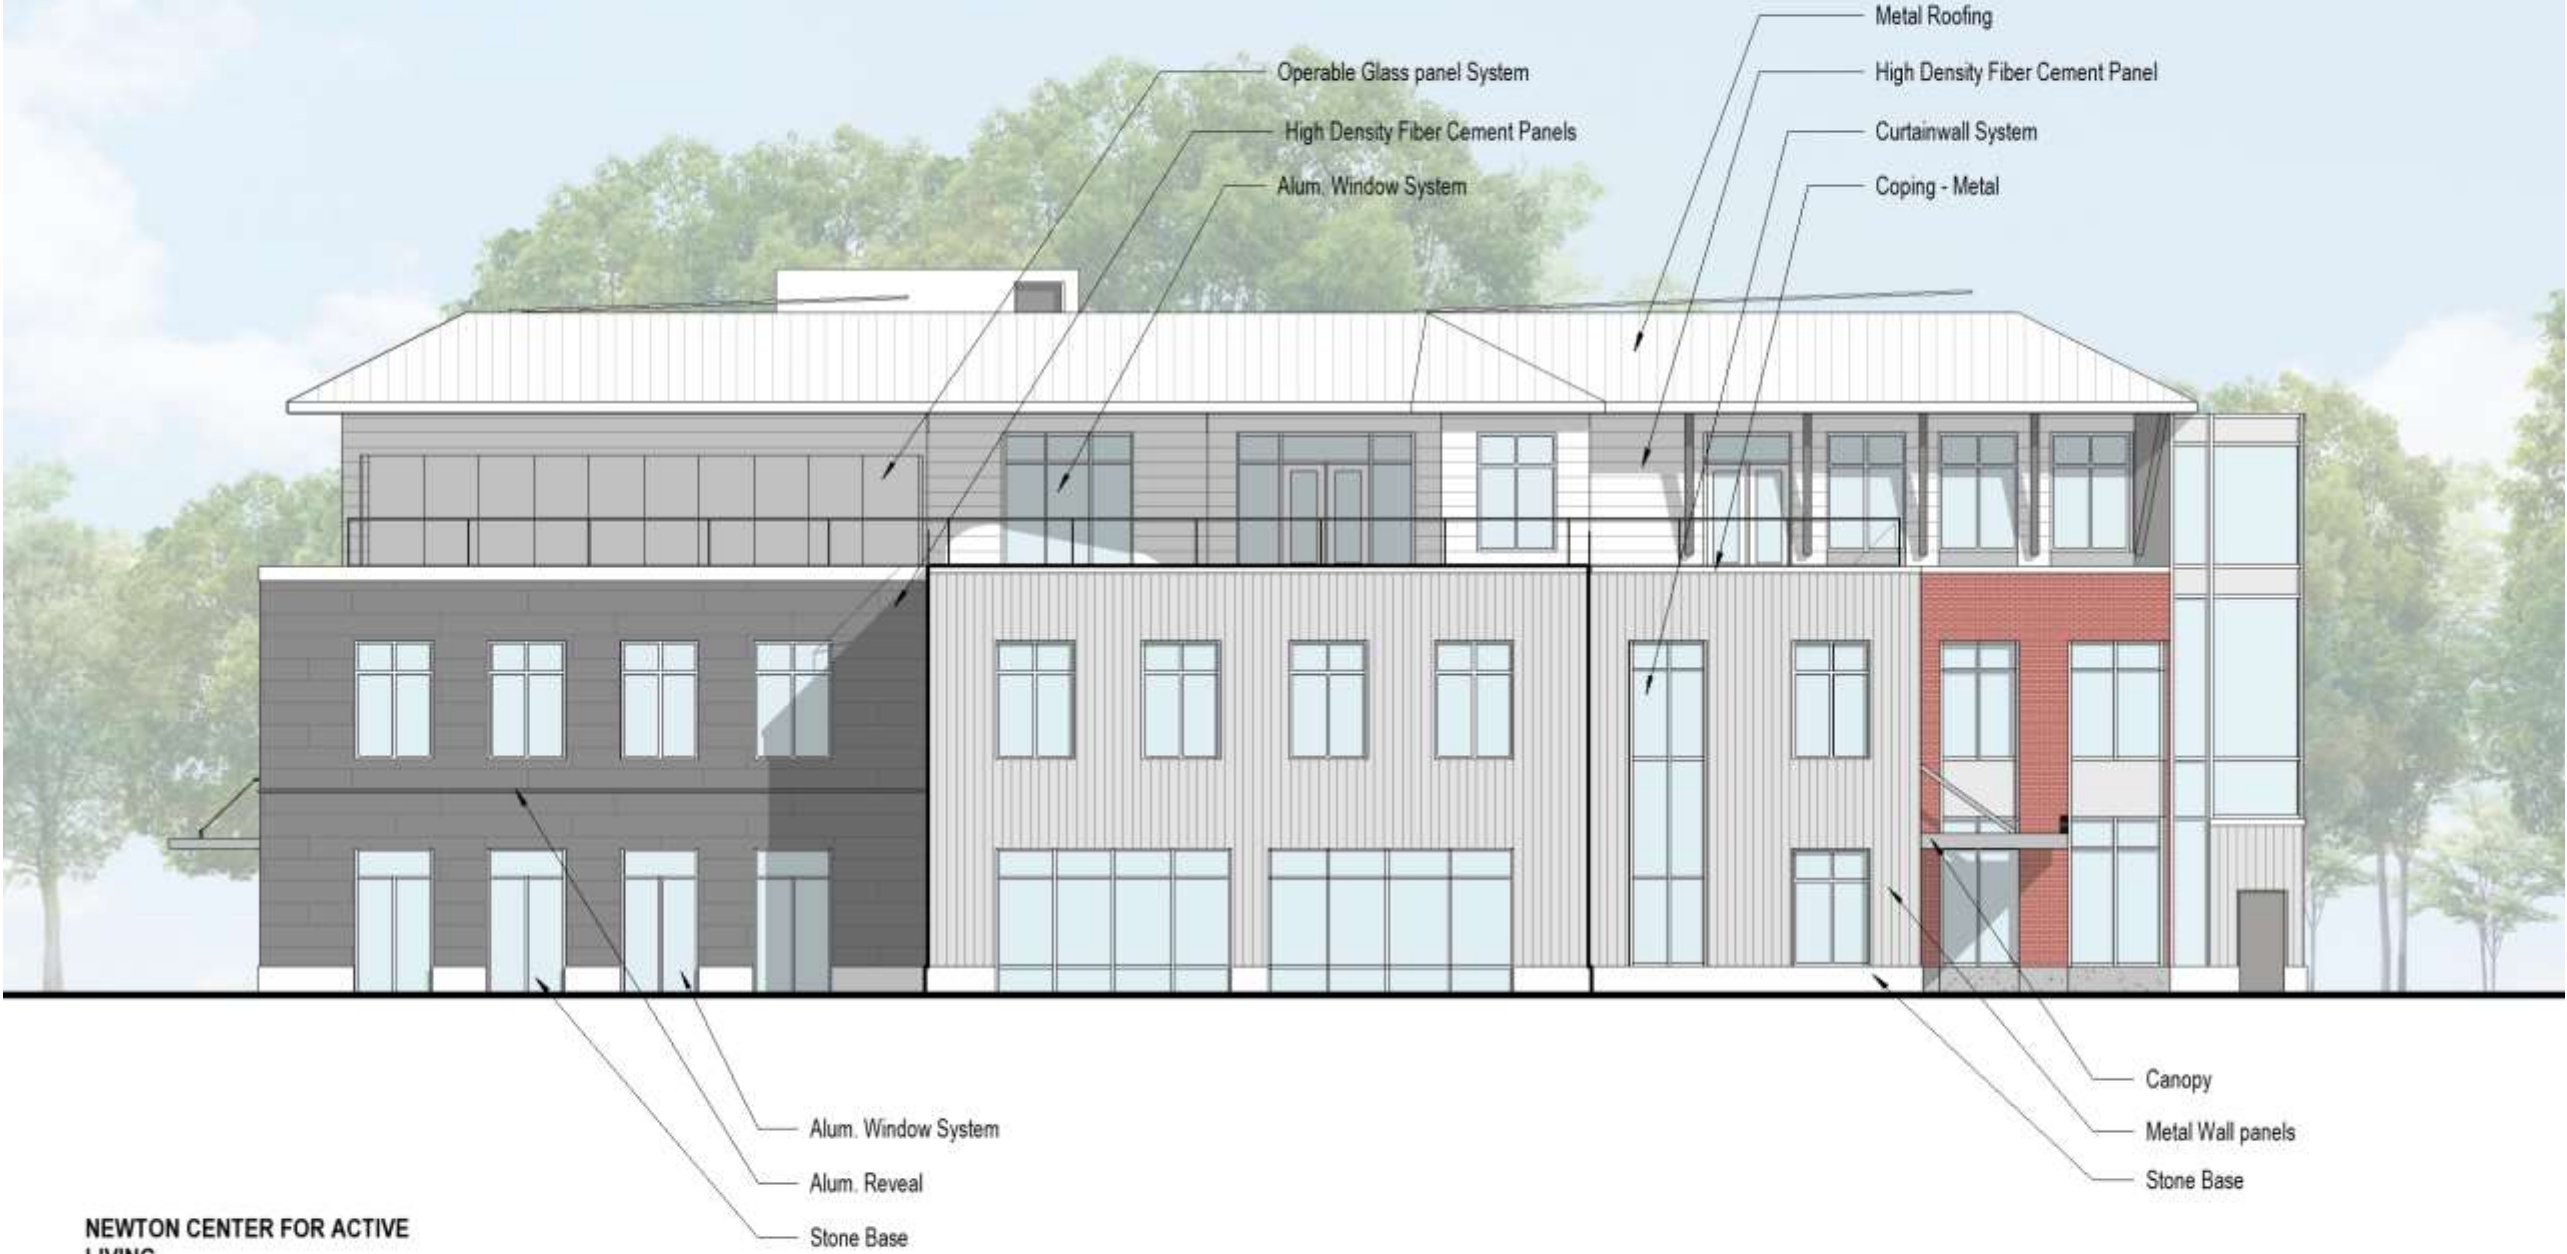 Metal Roofing
Operable Glass panel System
High Density Fiber Cement Panel
High Density Fiber Cement Panels
Curtainwall System
Alum. Window System
Coping - Metal
Canopy
Alum. Window System
Metal Wall panels
Alum. Reveal
Stone Base
NEWTON CENTER FOR ACTIVE
LIVING
Stone Base